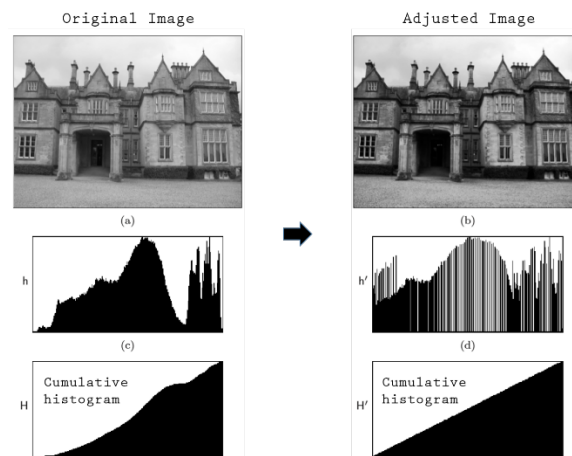 Original Image
Adjusted Image
(a)
(b)
h
h′
(c)
(d)
H
Cumulative
histogram
H′
Cumulative
histogram